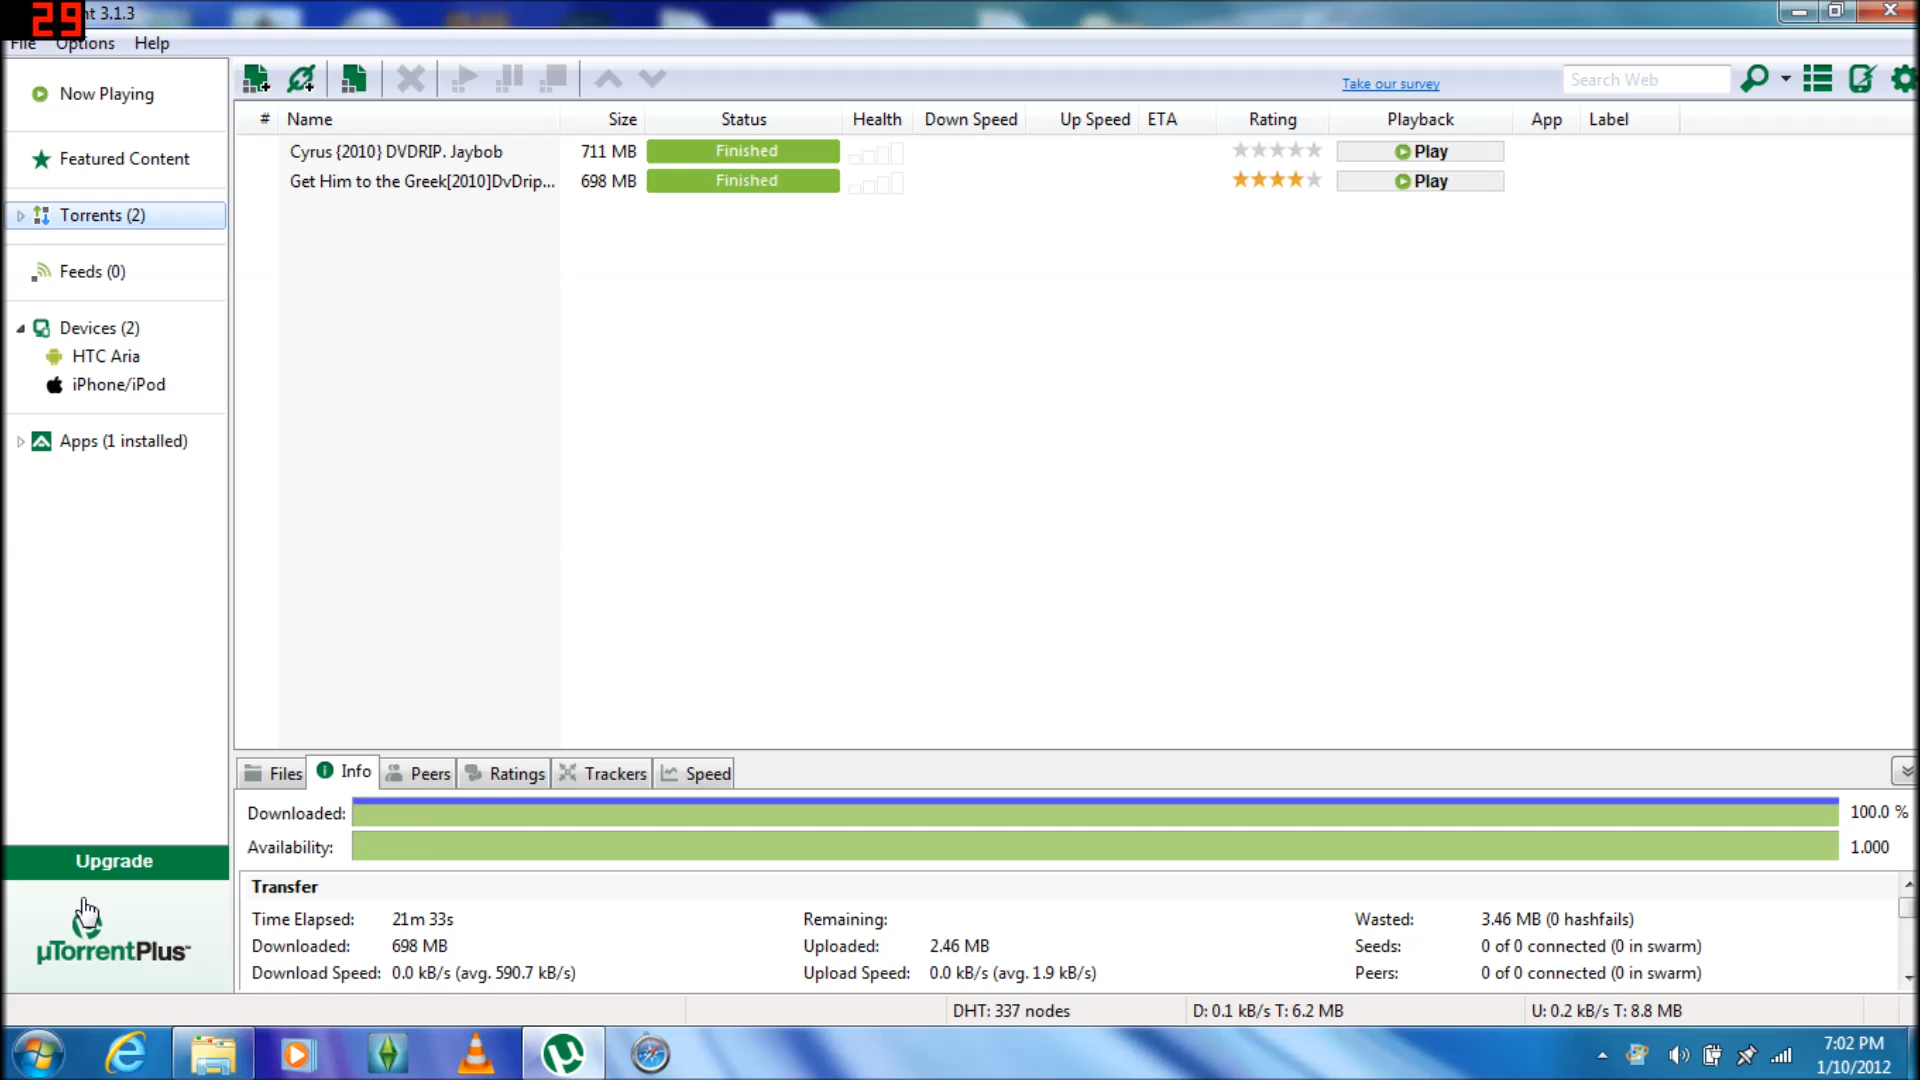 29
nt 3.1.3
File Options Help
Now Playing
Featured Content
Torrents (2)
Feeds (0)
Devices (2)
HTC Aria
iPhone/iPod
Apps (1 installed)
Upgrade
µTorrentPlus
Take our survey
Search Web
# Name Size Status Health Down Speed Up Speed ETA Rating Playback App Label
Cyrus {2010} DVDRIP. Jaybob 711 MB Finished Play
Get Him to the Greek[2010]DvDrip... 698 MB Finished Play
Files Info Peers Ratings Trackers Speed
Downloaded: 100.0 %
Availability: 1.000
Transfer
Time Elapsed: 21m 33s Remaining: Wasted: 3.46 MB (0 hashfails)
Downloaded: 698 MB Uploaded: 2.46 MB Seeds: 0 of 0 connected (0 in swarm)
Download Speed: 0.0 kB/s (avg. 590.7 kB/s) Upload Speed: 0.0 kB/s (avg. 1.9 kB/s) Peers: 0 of 0 connected (0 in swarm)
DHT: 337 nodes D: 0.1 kB/s T: 6.2 MB U: 0.2 kB/s T: 8.8 MB
7:02 PM
1/10/2012